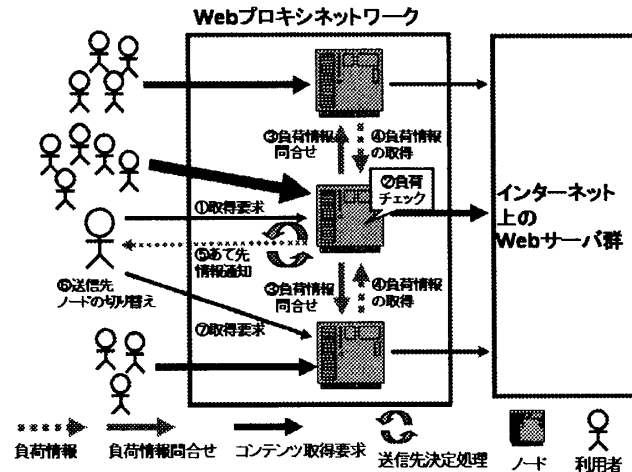 Webプロキシネットワーク
③負荷情報
問合せ
④負荷情報
の取得
②負荷
チェック
インターネット
上の
Webサーバ群
①取得要求
⑤あて先
情報通知
⑥送信先
ノードの切り替え
③負荷情報
問合せ
④負荷情報
の取得
⑦取得要求
負荷情報
負荷情報問合せ
コンテンツ取得要求
送信先決定処理
ノード
利用者